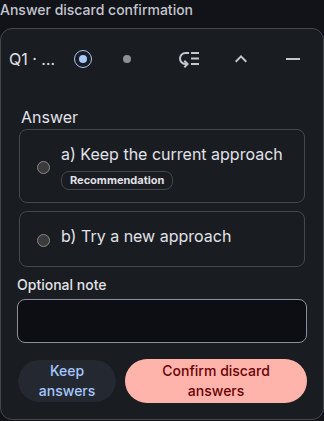 Answer discard confirmation
Q1 · ...
Answer
a) Keep the current approach
Recommendation
b) Try a new approach
Optional note
Keep
answers
Confirm discard
answers